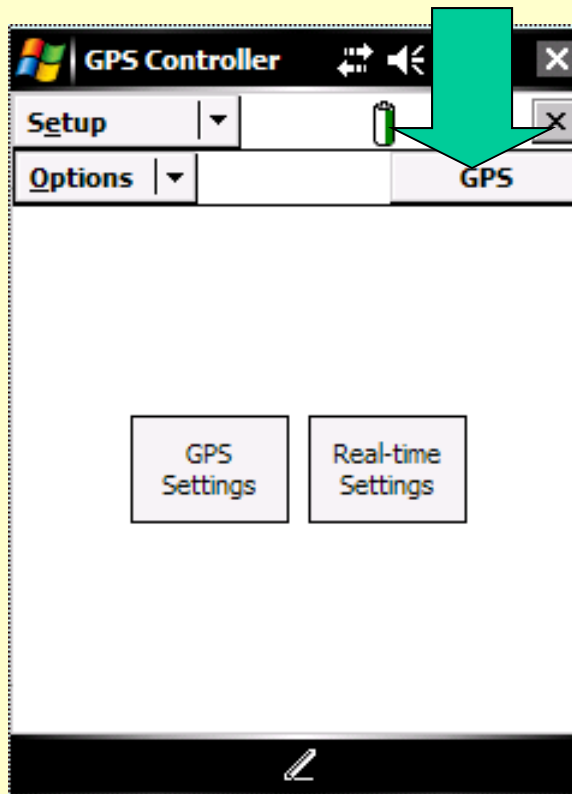 GPS Controller
Setup
Options GPS
GPS Settings
Real-time Settings